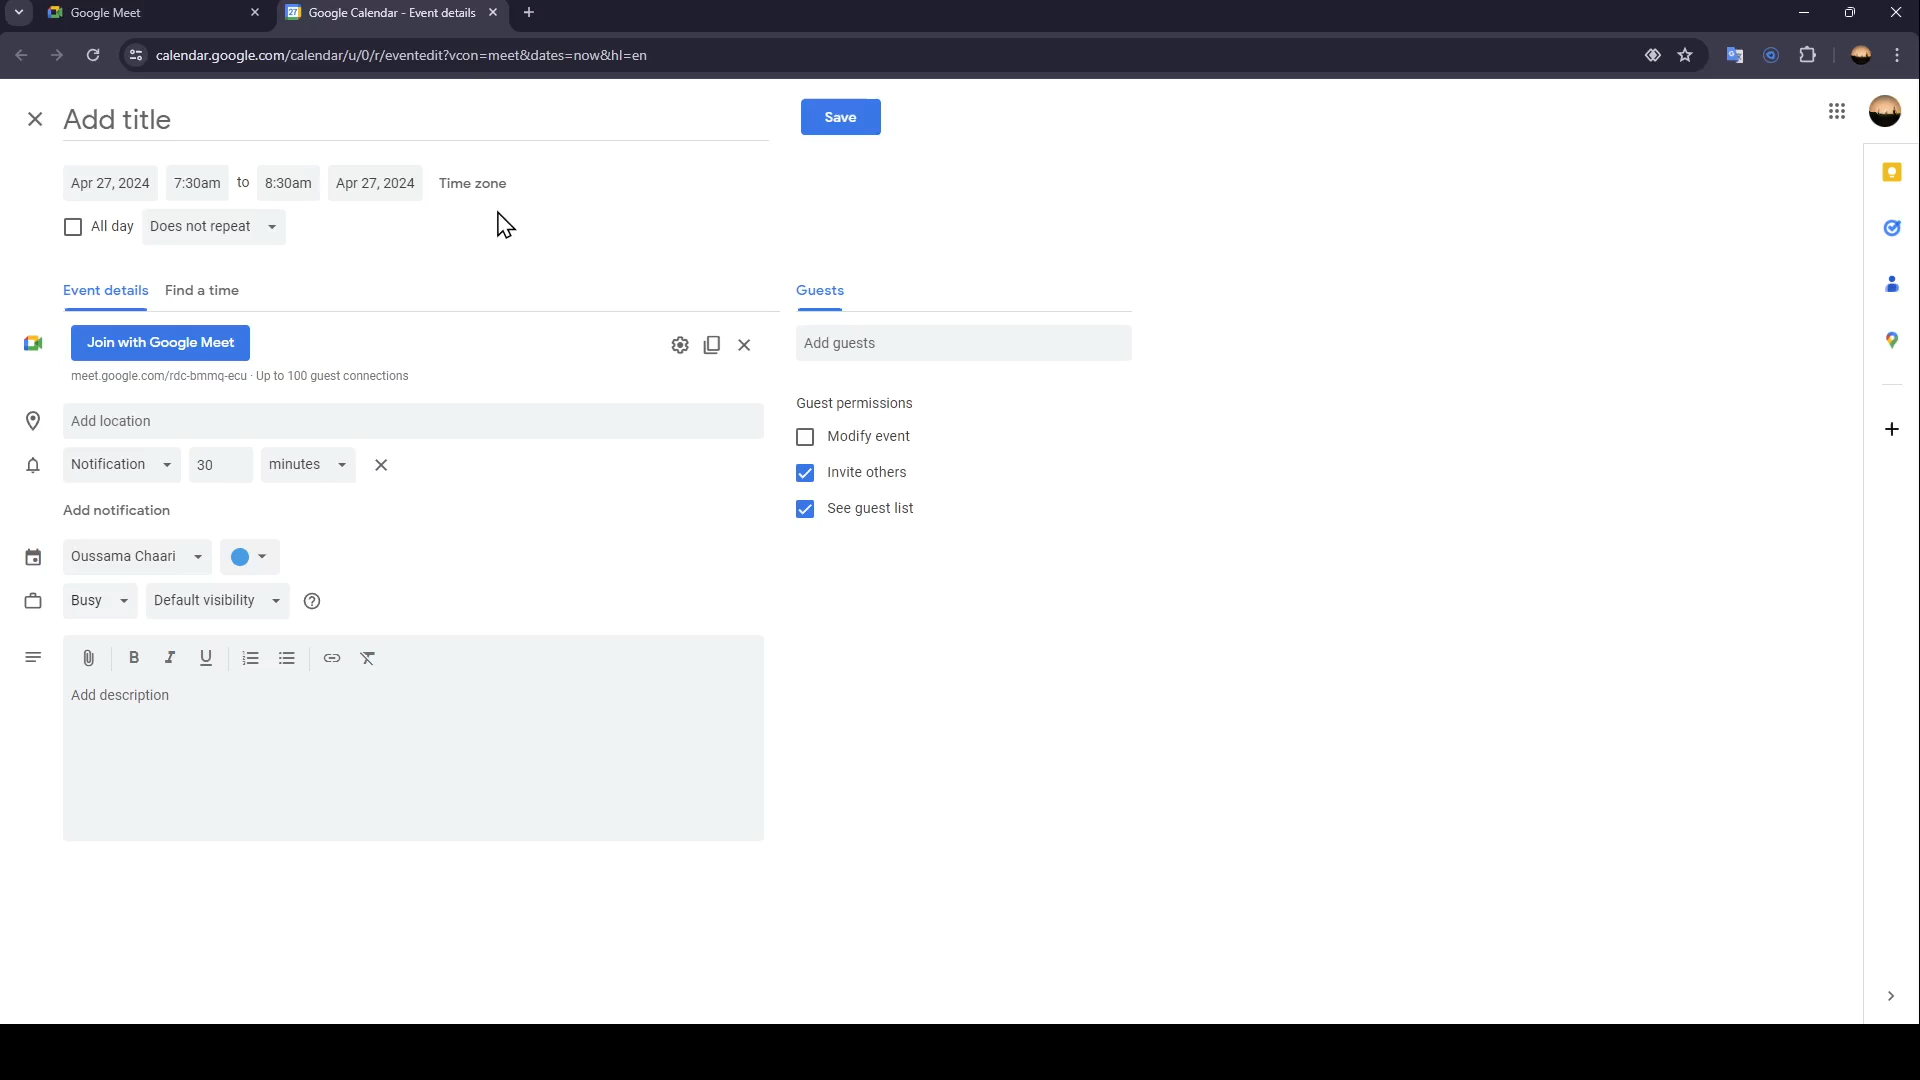 Google Meet
Google Calendar - Event details
calendar.google.com/calendar/u/0/r/eventedit?vcon=meet&dates=now&hl=en
Add title
Save
Apr 27, 2024 7:30am to 8:30am Apr 27, 2024 Time zone
All day Does not repeat
Event details Find a time
Guests
Join with Google Meet
Add guests
meet.google.com/rdc-bmmq-ecu · Up to 100 guest connections
Guest permissions
Add location
Modify event
Notification 30 minutes
Invite others
Add notification
See guest list
Oussama Chaari
Busy Default visibility
B I U
Add description